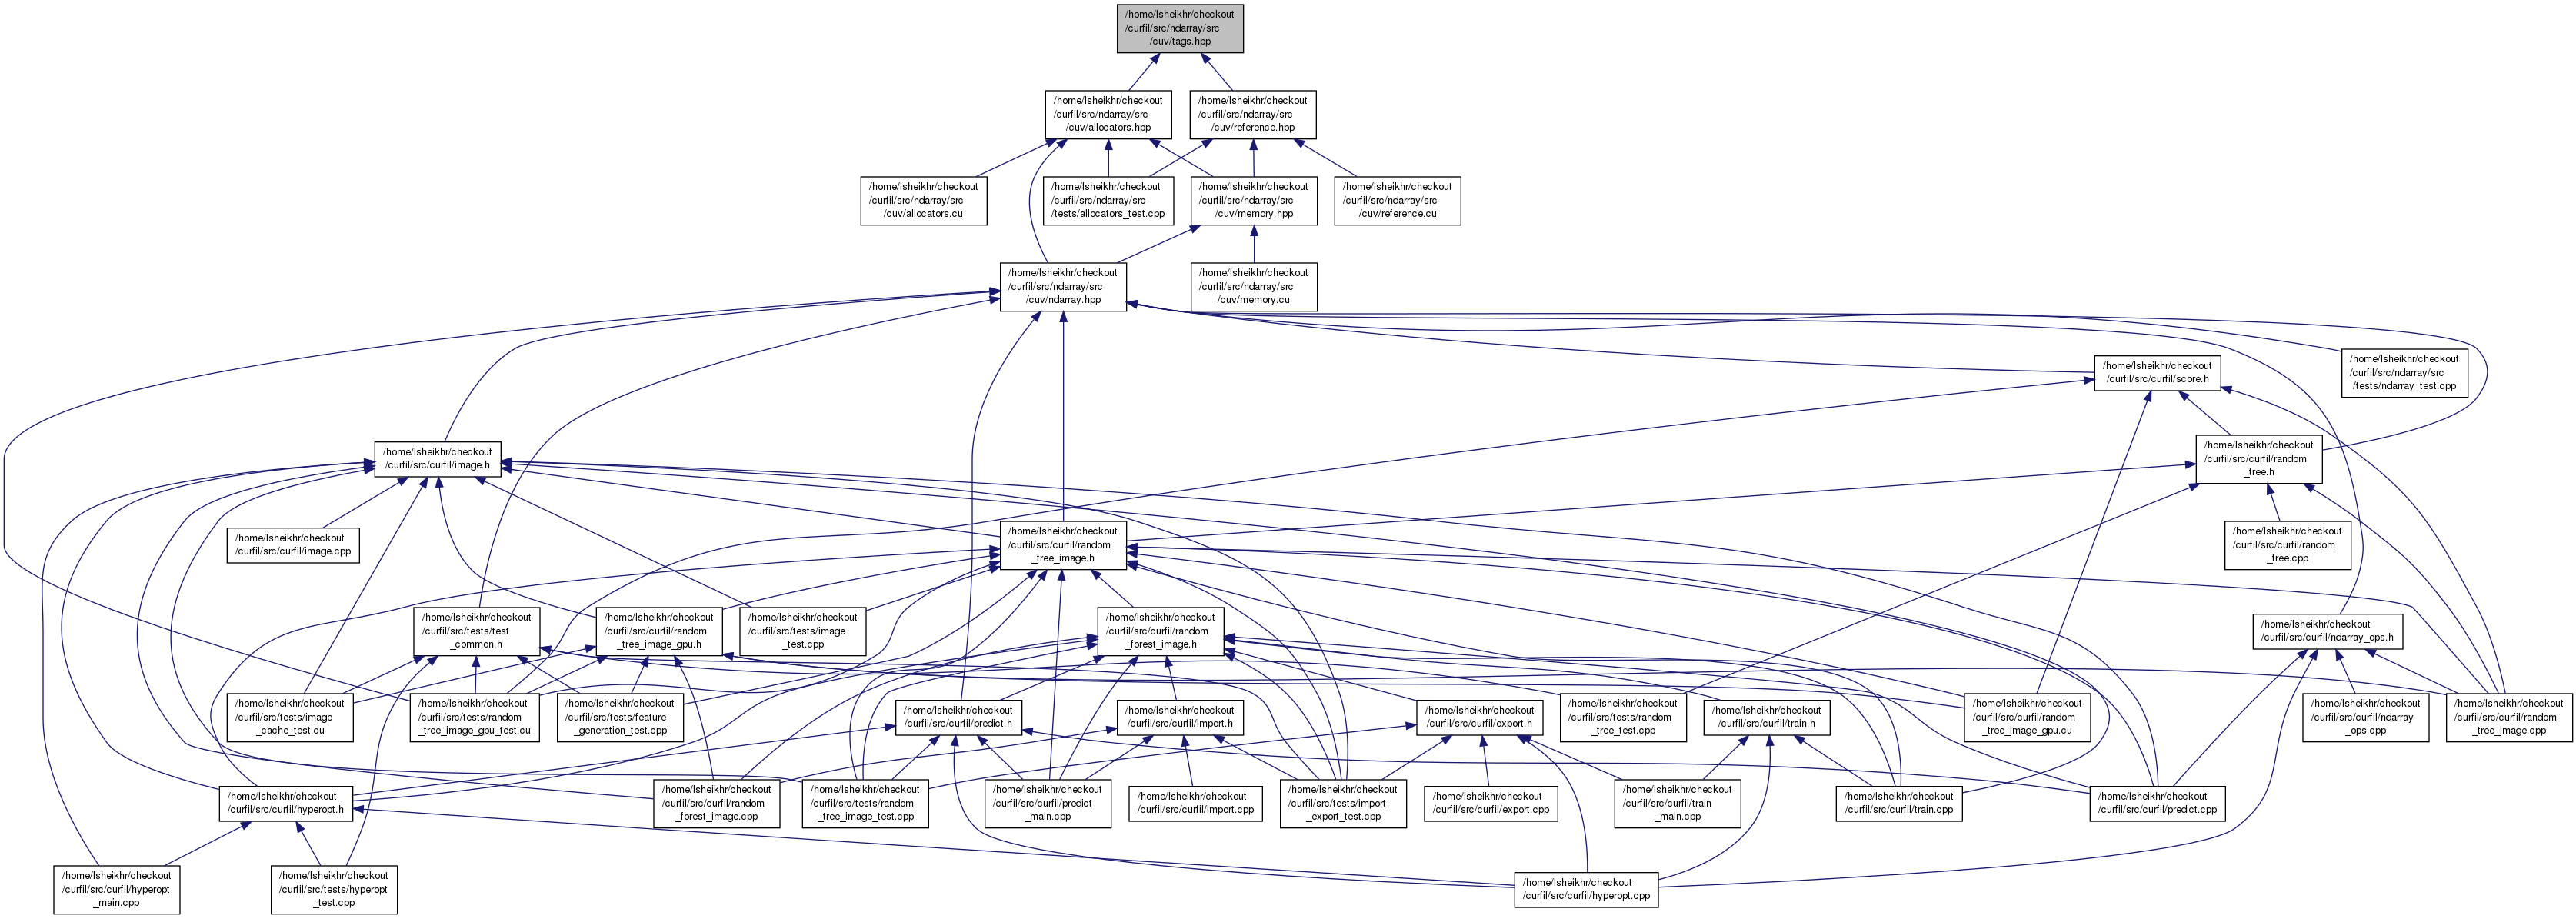 /home/lsheikhr/checkout
/curfil/src/ndarray/src
/cuv/tags.hpp
/home/lsheikhr/checkout
/curfil/src/ndarray/src
/cuv/allocators.hpp
/home/lsheikhr/checkout
/curfil/src/ndarray/src
/cuv/reference.hpp
/home/lsheikhr/checkout
/curfil/src/ndarray/src
/cuv/allocators.cu
/home/lsheikhr/checkout
/curfil/src/ndarray/src
/tests/allocators_test.cpp
/home/lsheikhr/checkout
/curfil/src/ndarray/src
/cuv/memory.hpp
/home/lsheikhr/checkout
/curfil/src/ndarray/src
/cuv/reference.cu
/home/lsheikhr/checkout
/curfil/src/ndarray/src
/cuv/ndarray.hpp
/home/lsheikhr/checkout
/curfil/src/ndarray/src
/cuv/memory.cu
/home/lsheikhr/checkout
/curfil/src/curfil/score.h
/home/lsheikhr/checkout
/curfil/src/ndarray/src
/tests/ndarray_test.cpp
/home/lsheikhr/checkout
/curfil/src/curfil/image.h
/home/lsheikhr/checkout
/curfil/src/curfil/random
_tree.h
/home/lsheikhr/checkout
/curfil/src/curfil/image.cpp
/home/lsheikhr/checkout
/curfil/src/curfil/random
_tree_image.h
/home/lsheikhr/checkout
/curfil/src/curfil/random
_tree.cpp
/home/lsheikhr/checkout
/curfil/src/tests/test
_common.h
/home/lsheikhr/checkout
/curfil/src/curfil/random
_tree_image_gpu.h
/home/lsheikhr/checkout
/curfil/src/tests/image
_test.cpp
/home/lsheikhr/checkout
/curfil/src/curfil/random
_forest_image.h
/home/lsheikhr/checkout
/curfil/src/curfil/ndarray_ops.h
/home/lsheikhr/checkout
/curfil/src/tests/image
_cache_test.cu
/home/lsheikhr/checkout
/curfil/src/tests/random
_tree_image_gpu_test.cu
/home/lsheikhr/checkout
/curfil/src/tests/feature
_generation_test.cpp
/home/lsheikhr/checkout
/curfil/src/curfil/predict.h
/home/lsheikhr/checkout
/curfil/src/curfil/import.h
/home/lsheikhr/checkout
/curfil/src/curfil/export.h
/home/lsheikhr/checkout
/curfil/src/tests/random
_tree_test.cpp
/home/lsheikhr/checkout
/curfil/src/curfil/train.h
/home/lsheikhr/checkout
/curfil/src/curfil/random
_tree_image_gpu.cu
/home/lsheikhr/checkout
/curfil/src/curfil/ndarray
_ops.cpp
/home/lsheikhr/checkout
/curfil/src/curfil/random
_tree_image.cpp
/home/lsheikhr/checkout
/curfil/src/curfil/hyperopt.h
/home/lsheikhr/checkout
/curfil/src/curfil/random
_forest_image.cpp
/home/lsheikhr/checkout
/curfil/src/tests/random
_tree_image_test.cpp
/home/lsheikhr/checkout
/curfil/src/curfil/predict
_main.cpp
/home/lsheikhr/checkout
/curfil/src/curfil/import.cpp
/home/lsheikhr/checkout
/curfil/src/tests/import
_export_test.cpp
/home/lsheikhr/checkout
/curfil/src/curfil/export.cpp
/home/lsheikhr/checkout
/curfil/src/curfil/train
_main.cpp
/home/lsheikhr/checkout
/curfil/src/curfil/train.cpp
/home/lsheikhr/checkout
/curfil/src/curfil/predict.cpp
/home/lsheikhr/checkout
/curfil/src/curfil/hyperopt
_main.cpp
/home/lsheikhr/checkout
/curfil/src/tests/hyperopt
_test.cpp
/home/lsheikhr/checkout
/curfil/src/curfil/hyperopt.cpp